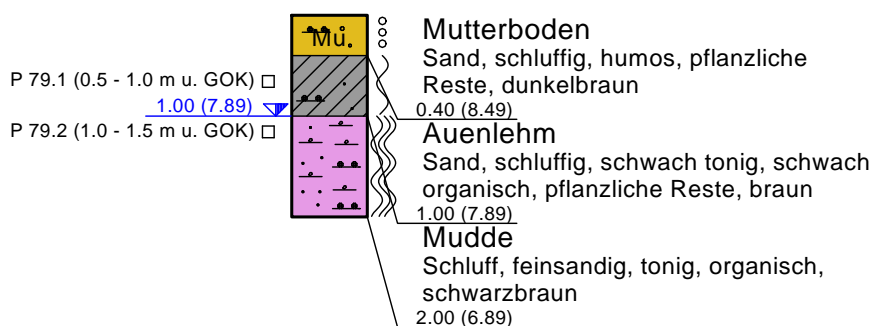 Mutterboden
Mu
Sand, schluffig, humos, pflanzliche
Reste, dunkelbraun
P 79.1 (0.5 - 1.0 m u. GOK)
1.00 (7.89)
0.40 (8.49)
P 79.2 (1.0 - 1.5 m u. GOK)
Auenlehm
Sand, schluffig, schwach tonig, schwach
organisch, pflanzliche Reste, braun
1.00 (7.89)
Mudde
Schluff, feinsandig, tonig, organisch,
schwarzbraun
2.00 (6.89)